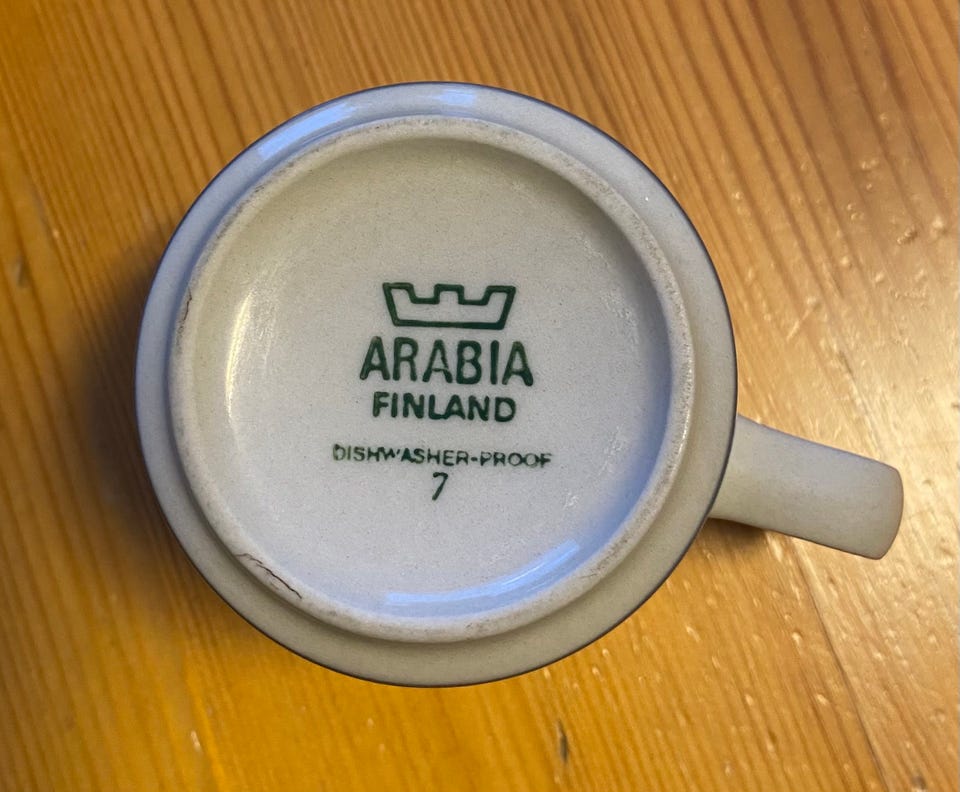 ARABIA
FINLAND
DISHWASHER-PROOF
7